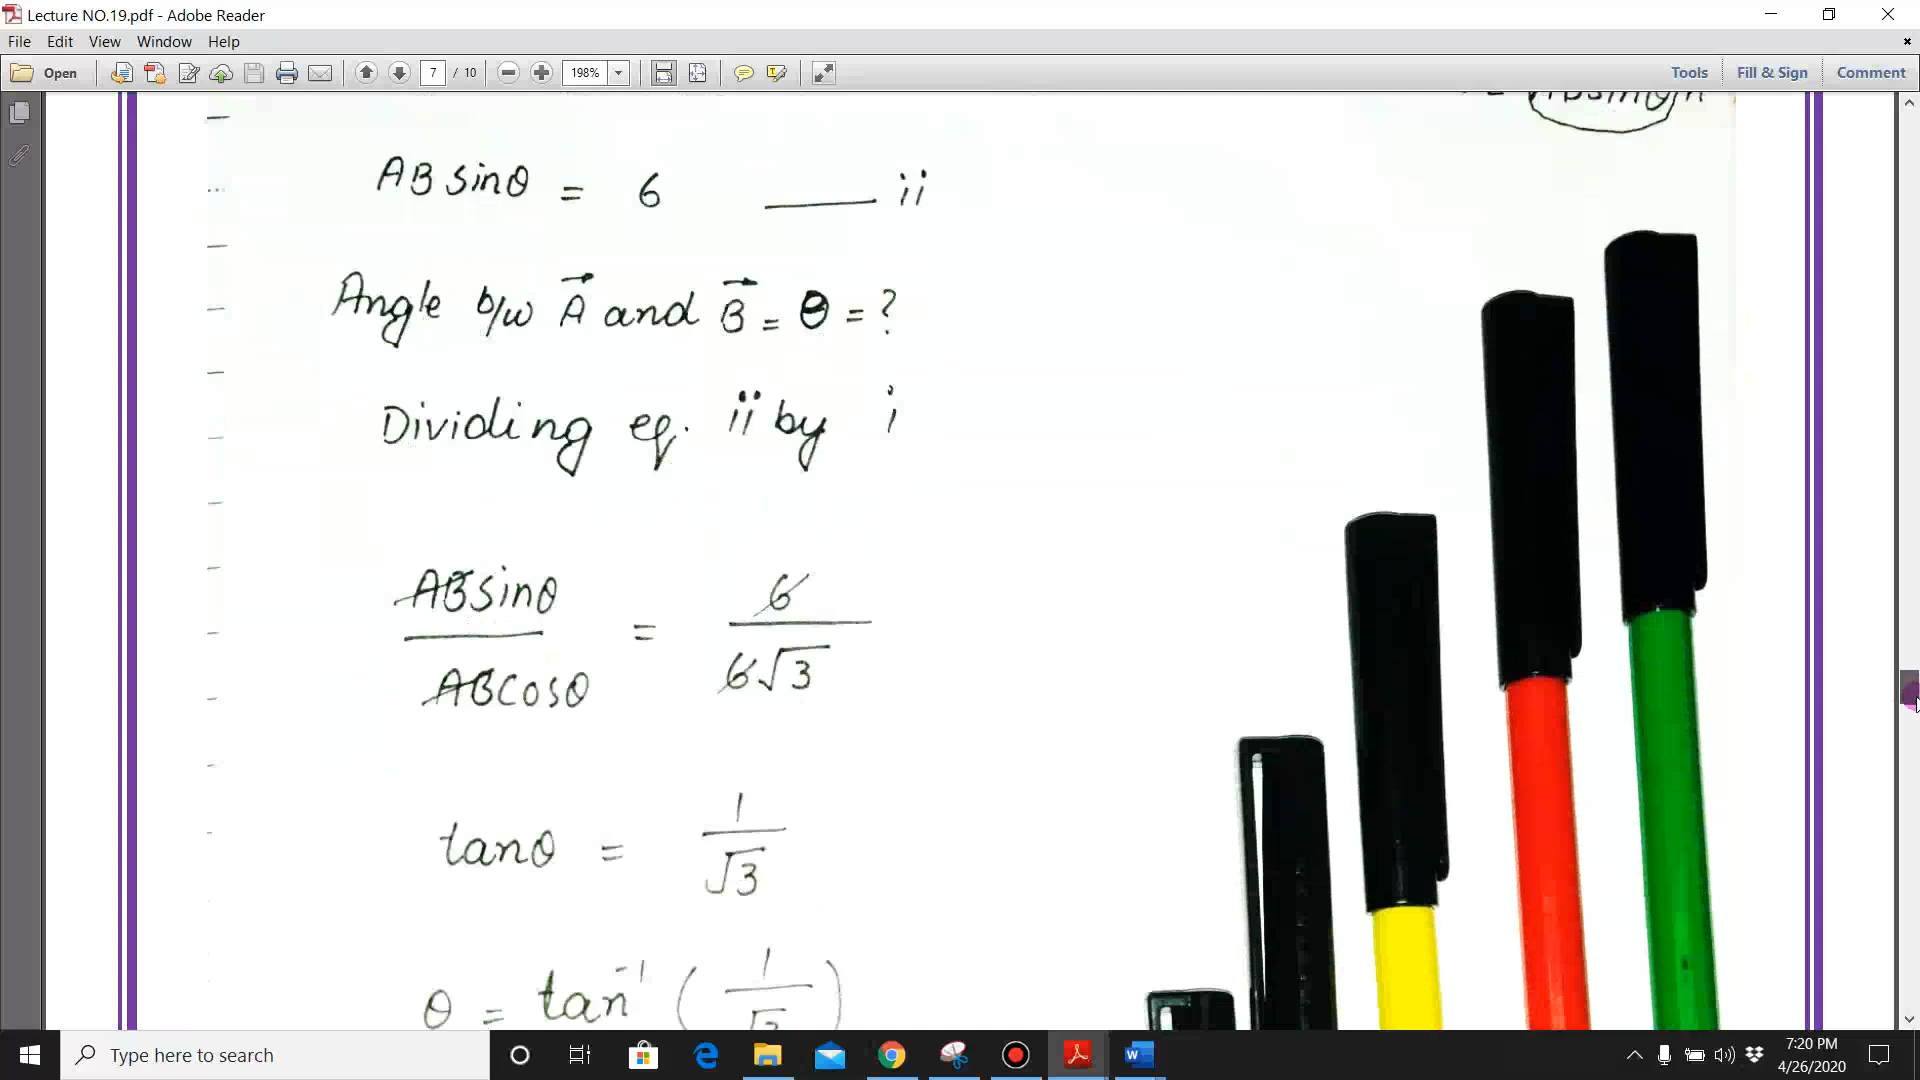 Lecture NO.19.pdf - Adobe Reader
File Edit View Window Help
Open 7 / 10 198% Tools Fill & Sign Comment
AB sinθ = 6 ____ ii
Angle b/w A and B = θ = ?
Dividing eq. ii by i
ABsinθ
ABcosθ
=
6
6√3
tanθ = 1
√3
θ = tan⁻¹ ( 1
Type here to search
7:20 PM
4/26/2020